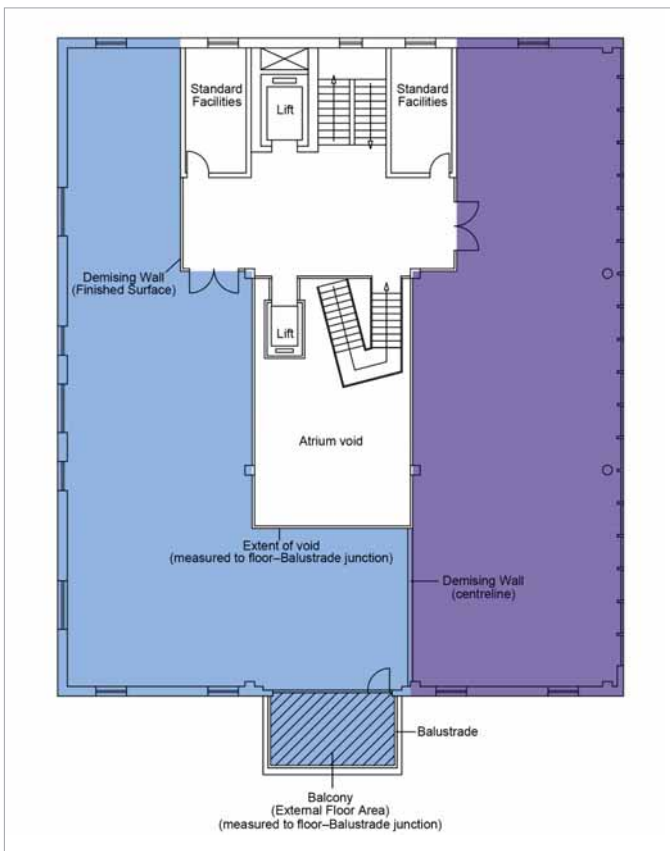 Standard
Facilities
Lift
Standard
Facilities
Demising Wall
(Finished Surface)
Lift
Atrium void
Extent of void
(measured to floor–Balustrade junction)
Demising Wall
(centreline)
Balustrade
Balcony
(External Floor Area)
(measured to floor–Balustrade junction)